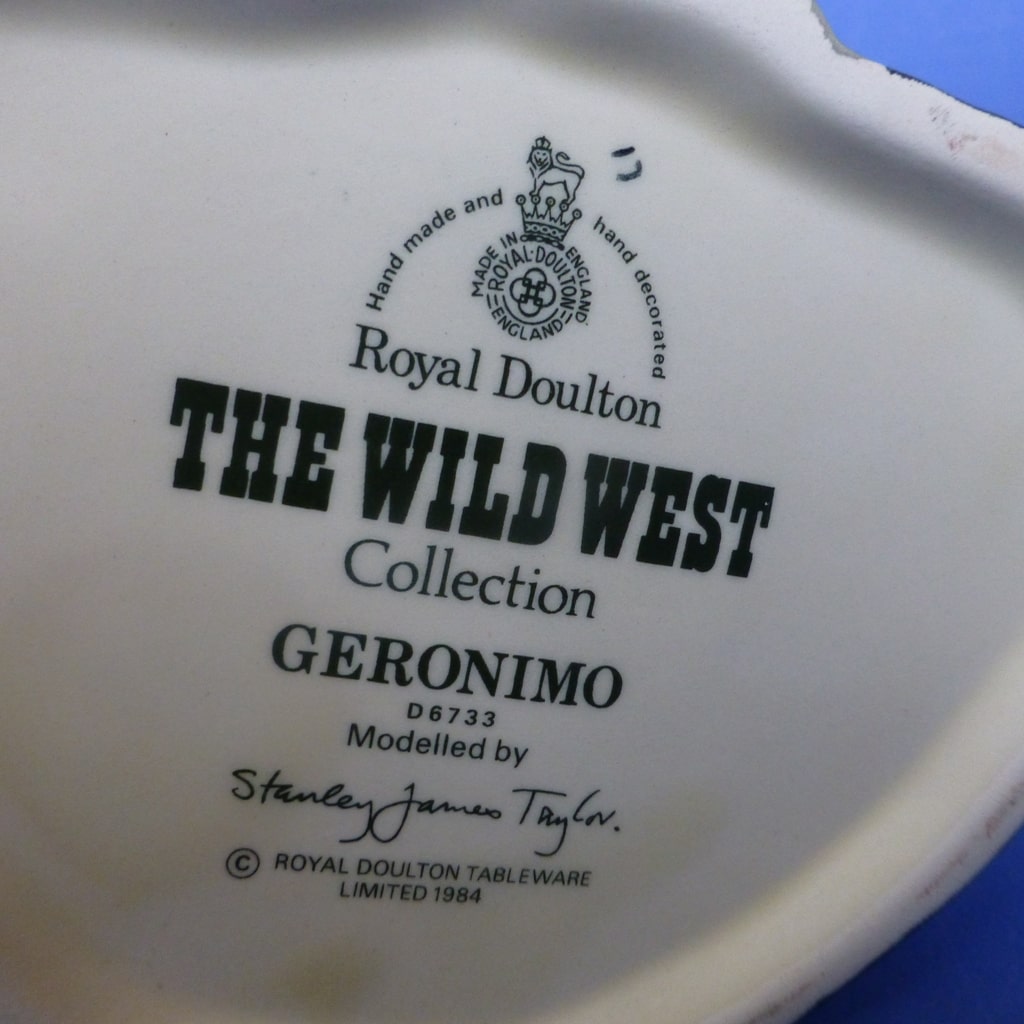 Hand made and hand decorated
MADE IN ENGLAND
ROYAL·DOULTON
ENGLAND
Royal Doulton
THE WILD WEST
Collection
GERONIMO
D6733
Modelled by
Stanley James Taylor.
© ROYAL DOULTON TABLEWARE
LIMITED 1984